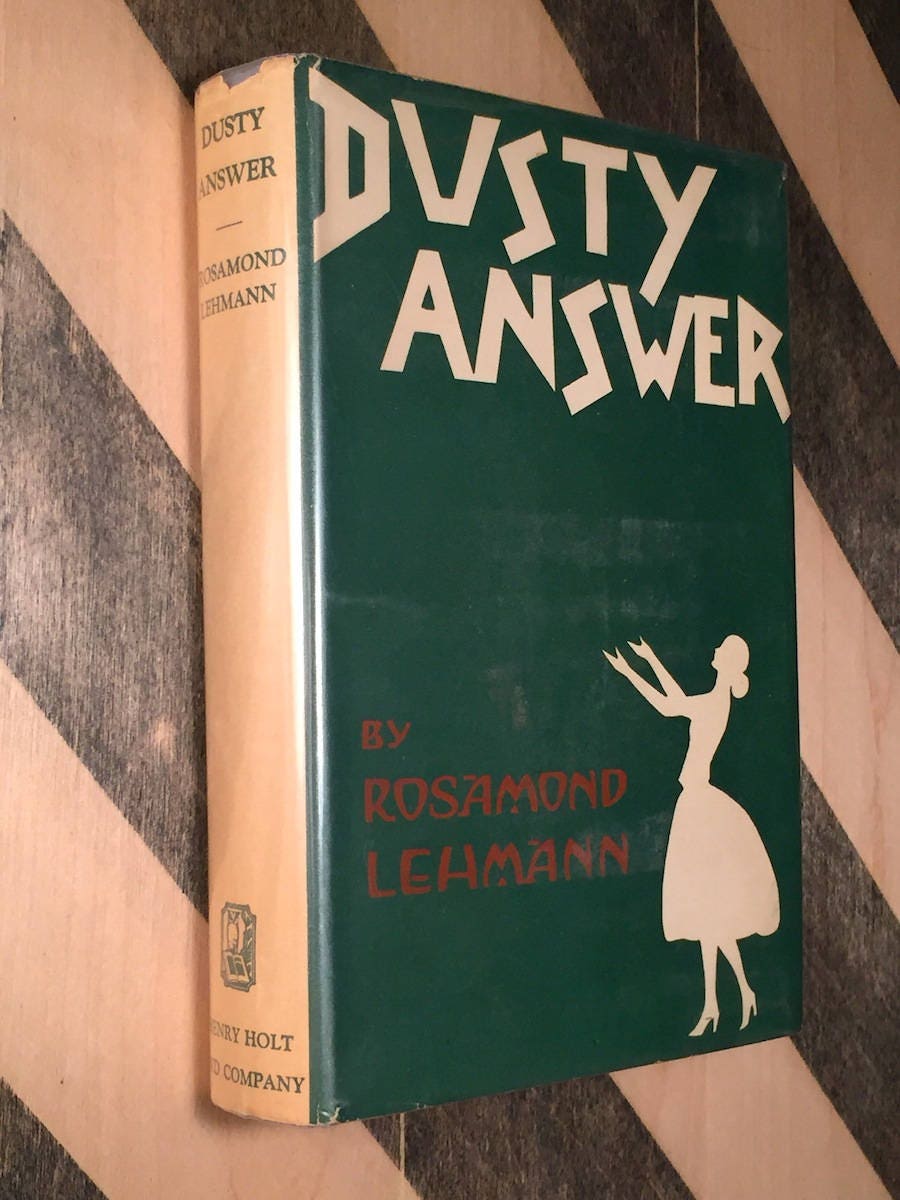 DUSTY
ANSWER
ROSAMOND
LEHMANN
HENRY HOLT
AND COMPANY
DUSTY
ANSWER
BY
ROSAMOND
LEHMANN